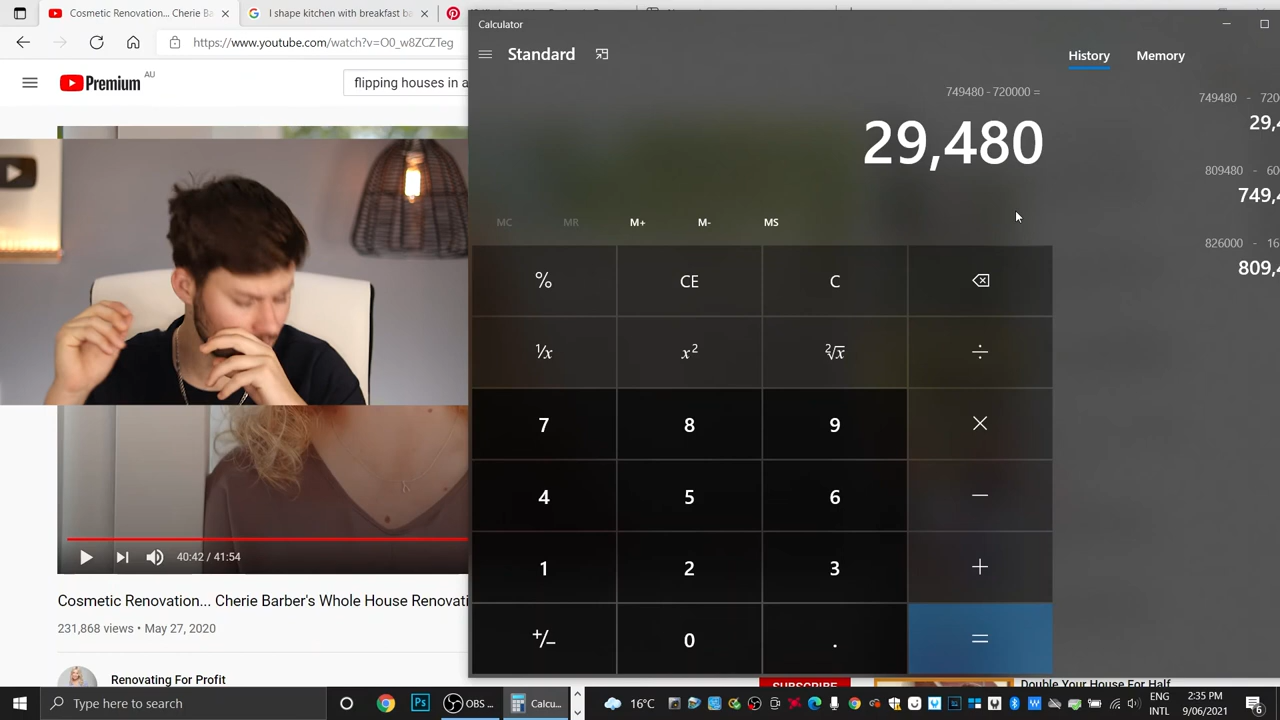 Cosmetic Renovation... Cherie Ba
I shape kitchen with breakfast ba
Calculator
https://www.youtube.com/watch?v=O0_w8ZCZTeg
Standard
History
Memory
Premium
AU
flipping houses in a
749480 - 720000 =
29,480
749480 - 720
29,4
809480 - 60
749,4
826000 - 16
809,4
MC
MR
M+
M-
MS
%
CE
C
⌫
¹/x
x²
²√x
÷
7
8
9
×
4
5
6
−
1
2
3
+
+/−
0
.
=
40:42 / 41:54
Cosmetic Renovation... Cherie Barber's Whole House Renovati
231,868 views • May 27, 2020
Renovating For Profit
SUBSCRIBE
Double Your House For Half
Type here to search
Ps
OBS ...
Calcu...
16°C
ENG
INTL
2:35 PM
9/06/2021
6